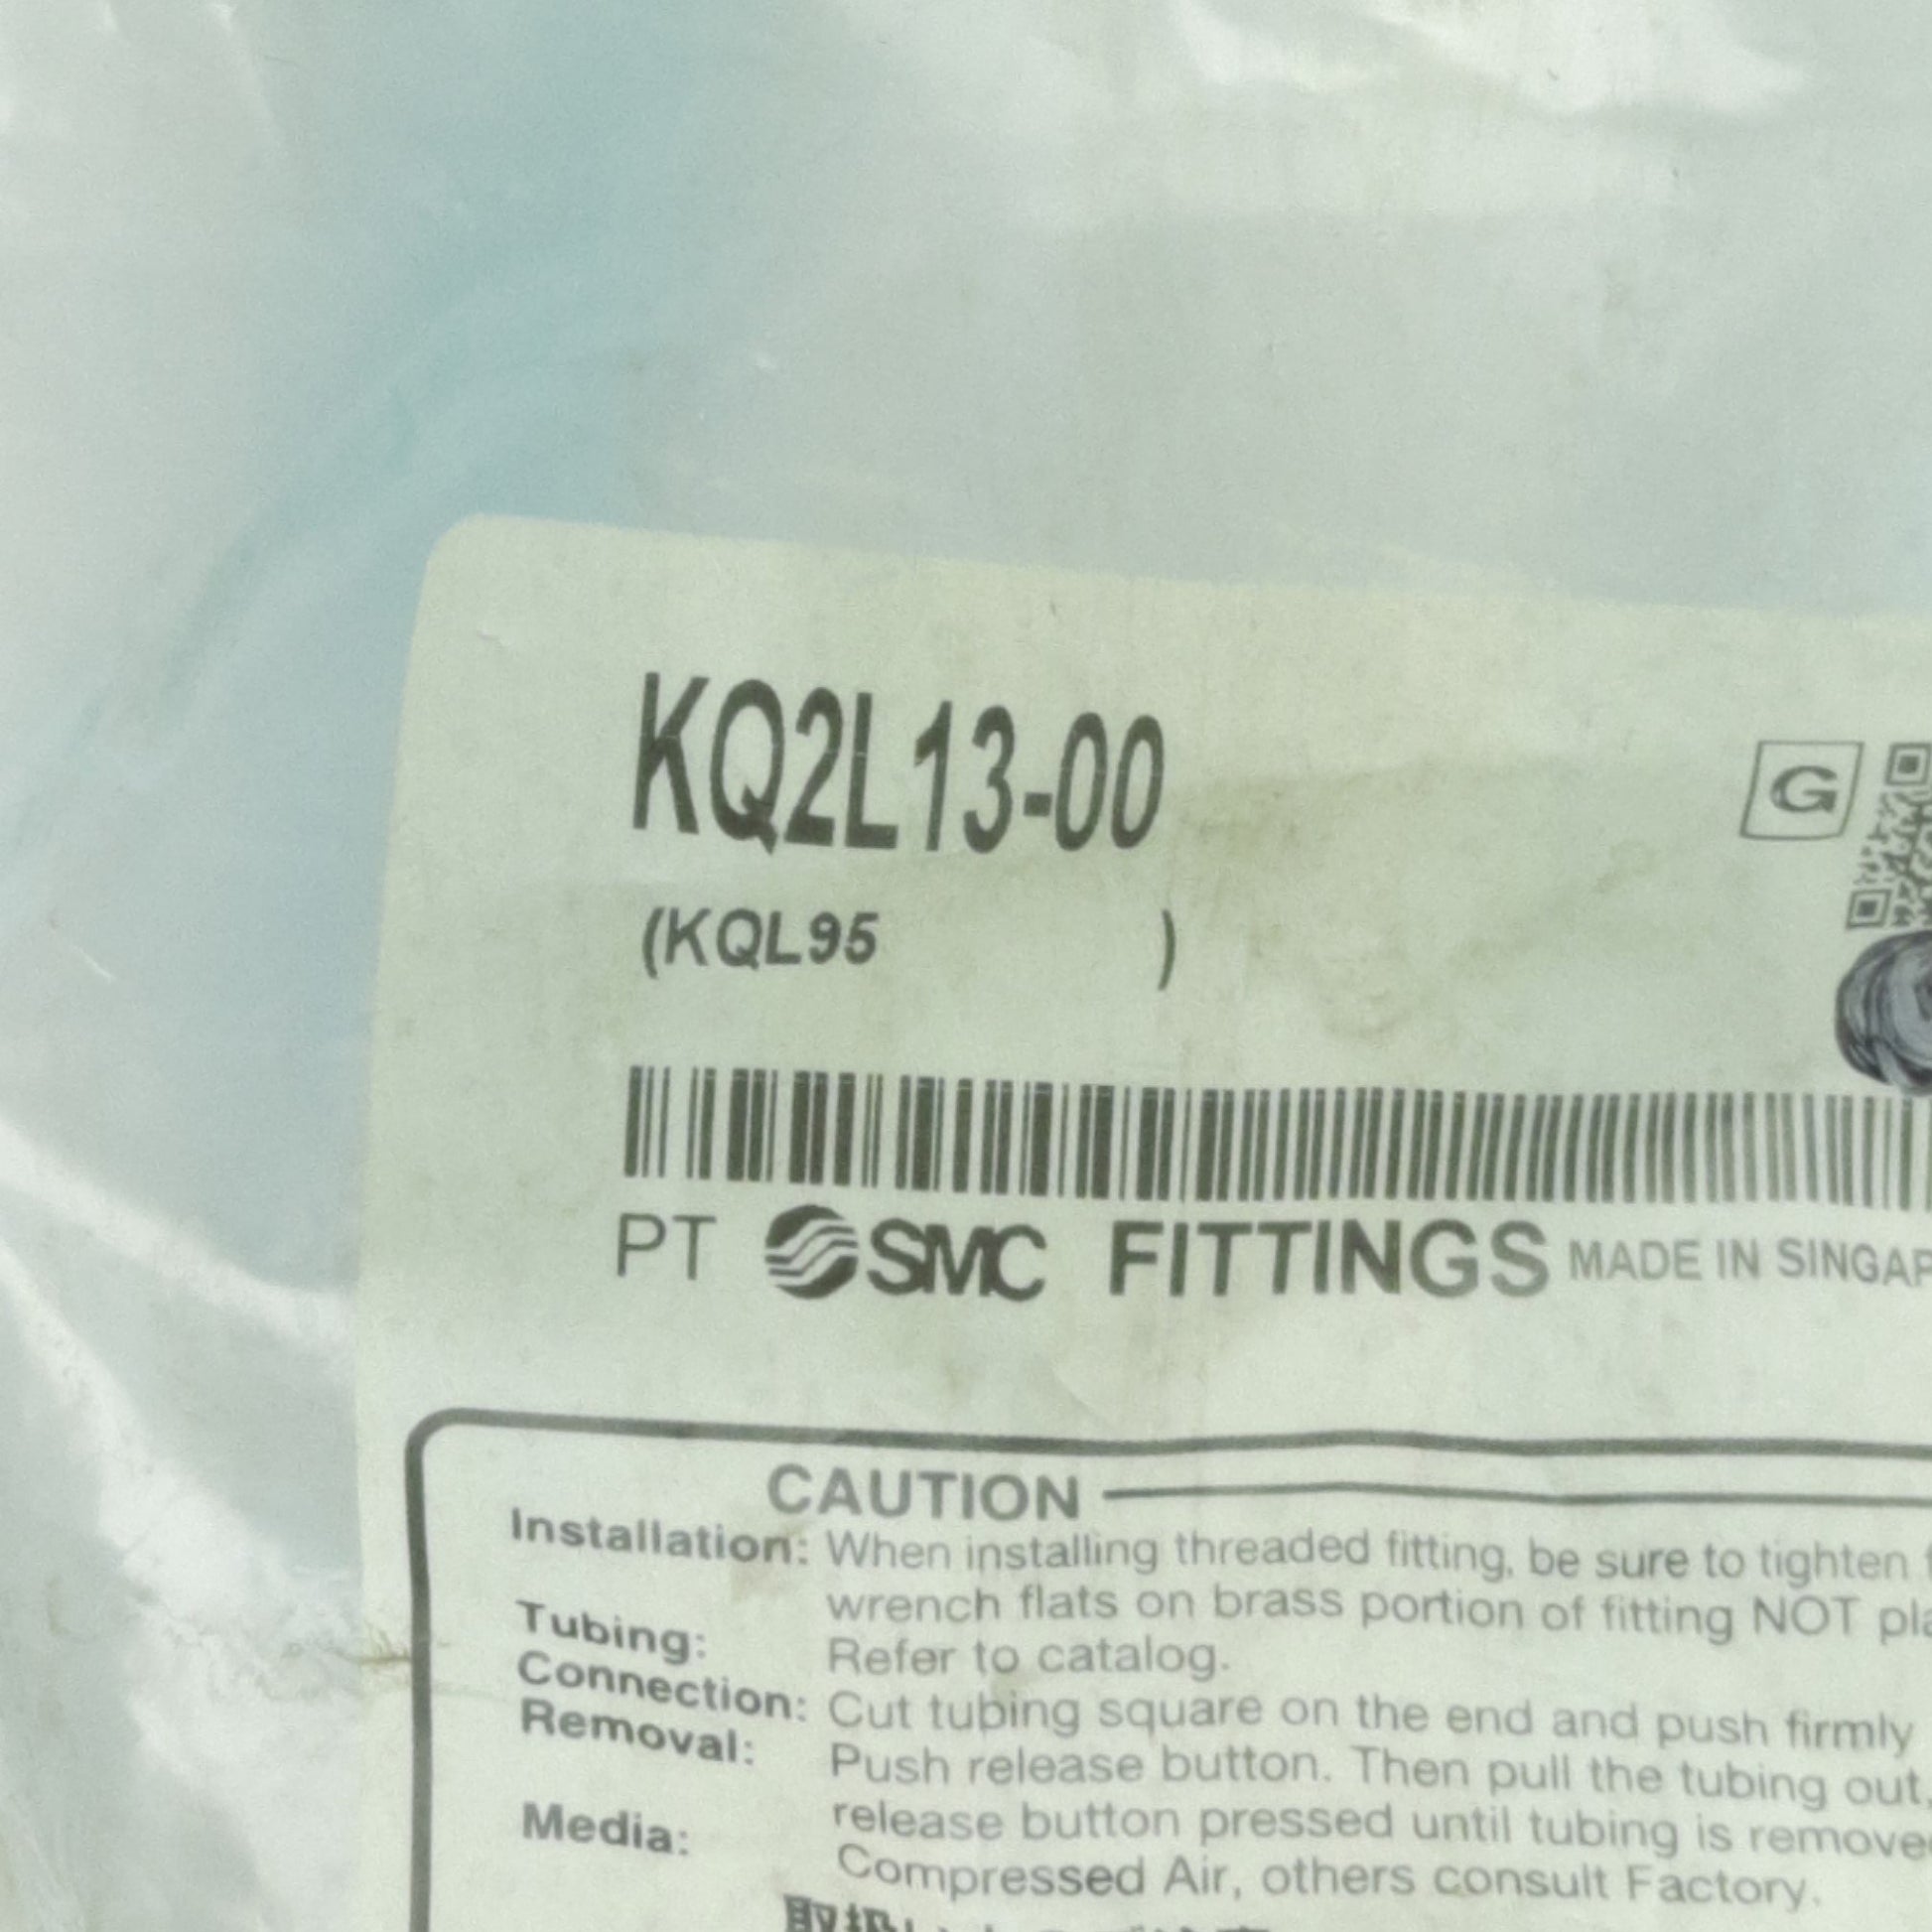 KQ2L13-00
G
(KQL95 )
PT SMC FITTINGS MADE IN SINGAP
CAUTION
Installation: When installing threaded fitting, be sure to tighten
wrench flats on brass portion of fitting NOT pla
Tubing: Refer to catalog.
Connection: Cut tubing square on the end and push firmly
Removal: Push release button. Then pull the tubing out,
release button pressed until tubing is remove
Media: Compressed Air, others consult Factory.